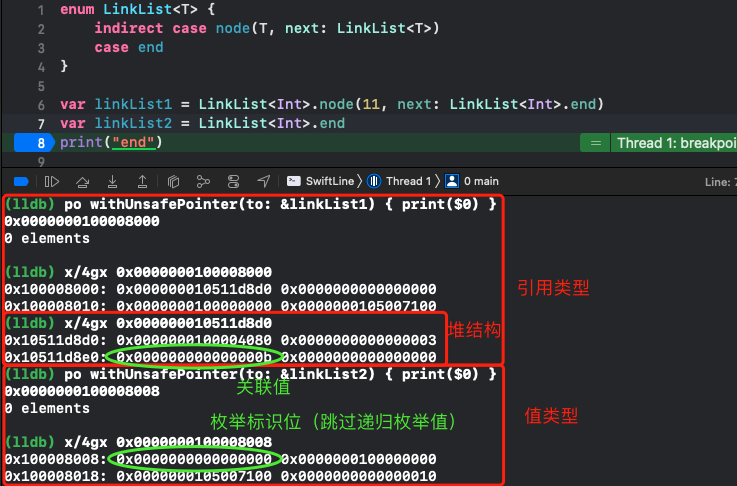 1 enum LinkList<T> {
2 indirect case node(T, next: LinkList<T>)
3 case end
4 }
5
6 var linkList1 = LinkList<Int>.node(11, next: LinkList<Int>.end)
7 var linkList2 = LinkList<Int>.end
8 print("end") = Thread 1: breakpoi
9
SwiftLine 〉 Thread 1 〉 0 main Line: 7
(lldb) po withUnsafePointer(to: &linkList1) { print($0) }
0x0000000100008000
0 elements
(lldb) x/4gx 0x0000000100008000
0x100008000: 0x000000010511d8d0 0x0000000000000000
引用类型
0x100008010: 0x0000000100000000 0x0000000105007100
(lldb) x/4gx 0x000000010511d8d0
堆结构
0x10511d8d0: 0x0000000100004080 0x0000000000000003
0x10511d8e0: 0x000000000000000b 0x0000000000000000
(lldb) po withUnsafePointer(to: &linkList2) { print($0) }
关联值
0x0000000100008008
0 elements
枚举标识位（跳过递归枚举值）
值类型
(lldb) x/4gx 0x0000000100008008
0x100008008: 0x0000000000000000 0x0000000100000000
0x100008018: 0x0000000105007100 0x0000000000000010